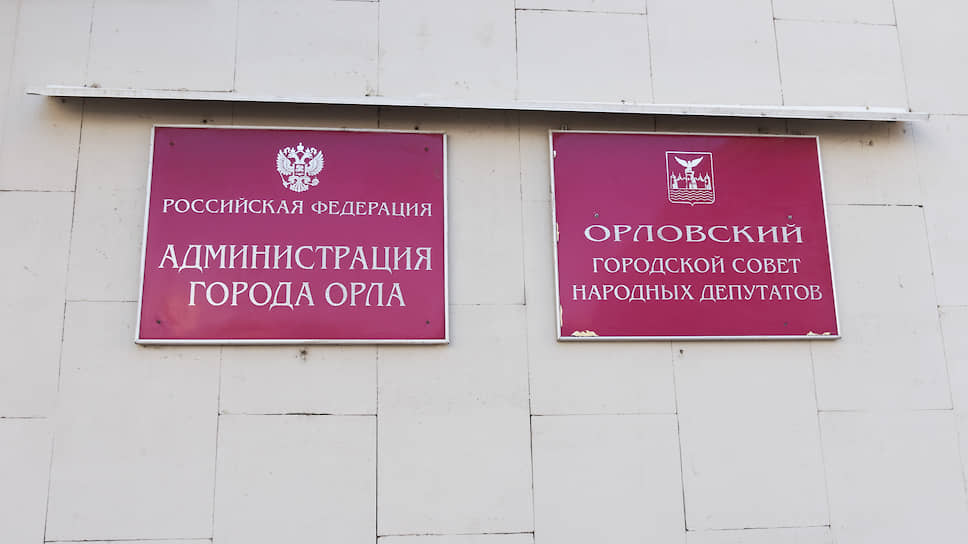 РОССИЙСКАЯ ФЕДЕРАЦИЯ
АДМИНИСТРАЦИЯ
ГОРОДА ОРЛА
ОРЛОВСКИЙ
ГОРОДСКОЙ СОВЕТ
НАРОДНЫХ ДЕПУТАТОВ